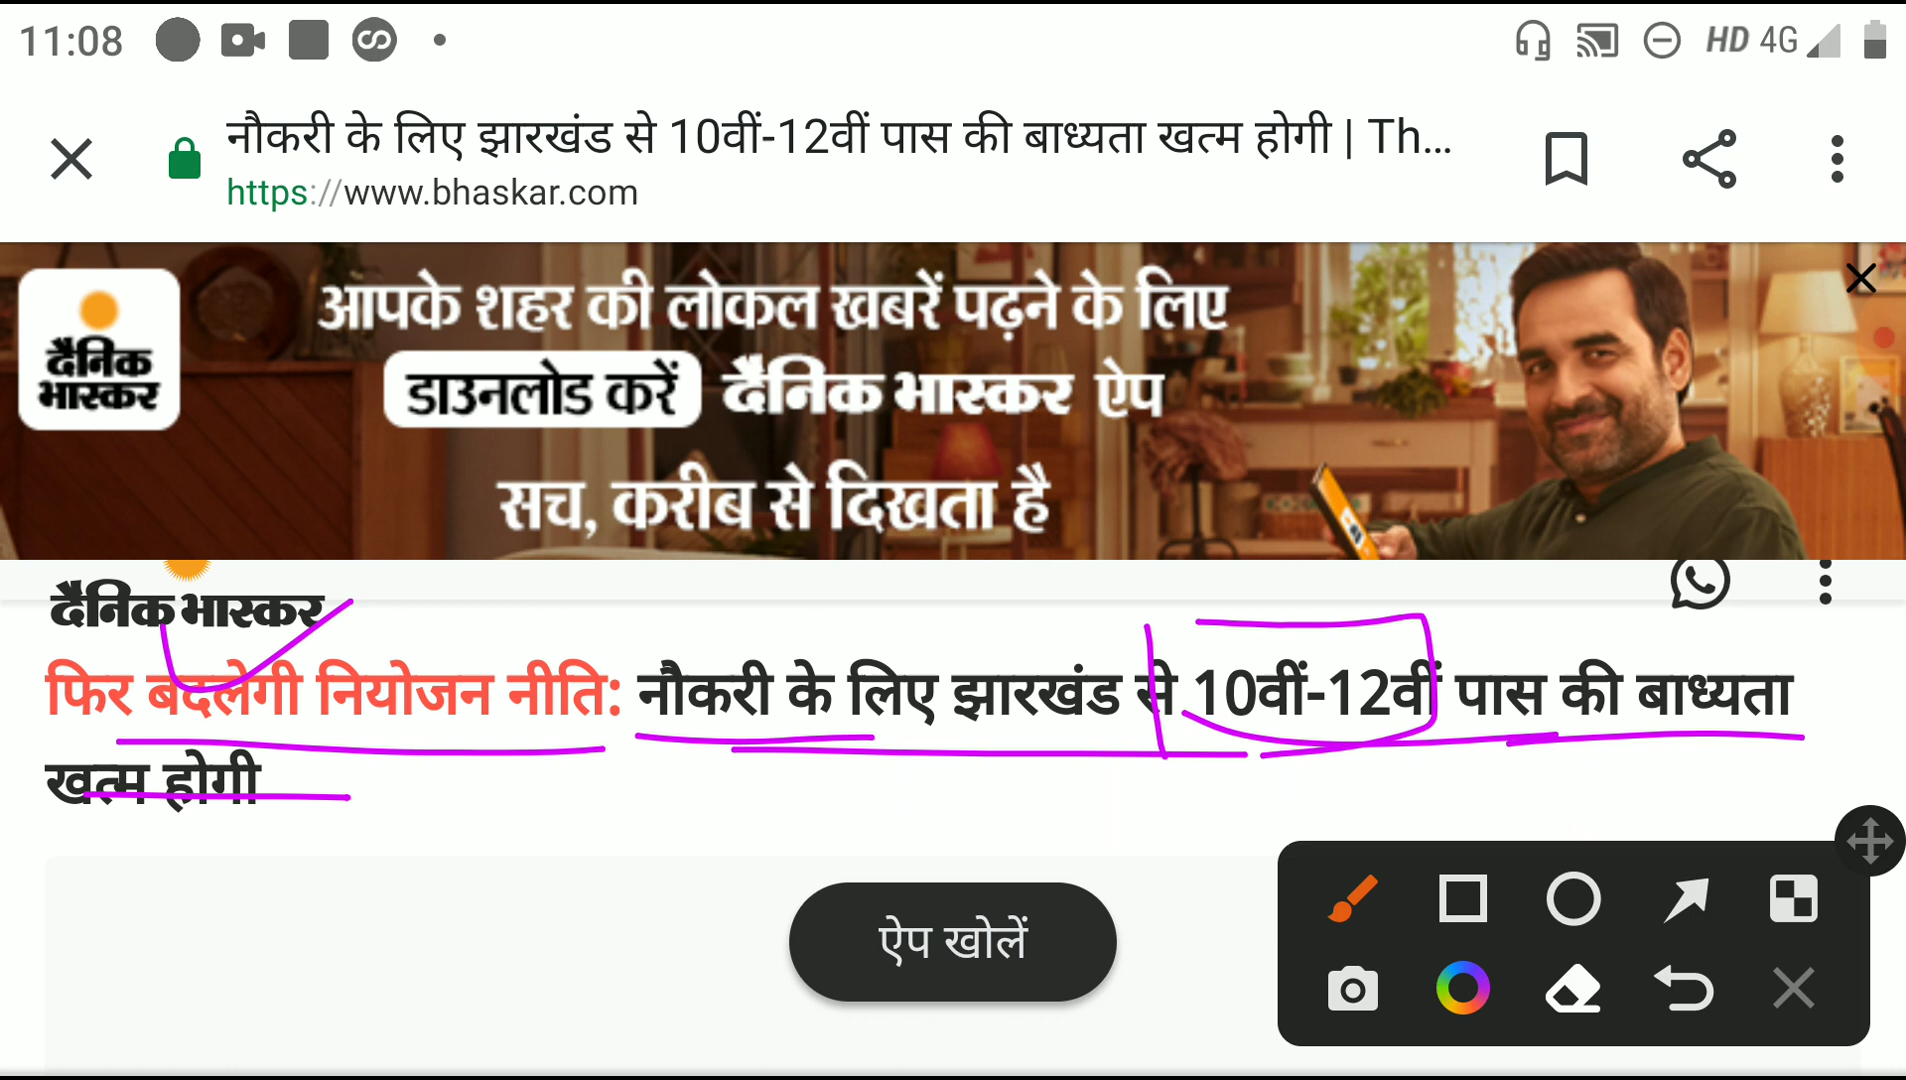 11:08
HD 4G
नौकरी के लिए झारखंड से 10वीं-12वीं पास की बाध्यता खत्म होगी | Th...
https://www.bhaskar.com
आपके शहर की लोकल खबरें पढ़ने के लिए
दैनिक
भास्कर
डाउनलोड करें दैनिक भास्कर ऐप
सच, करीब से दिखता है
दैनिक भास्कर
फिर बदलेगी नियोजन नीति: नौकरी के लिए झारखंड से 10वीं-12वीं पास की बाध्यता
खत्म होगी
ऐप खोलें